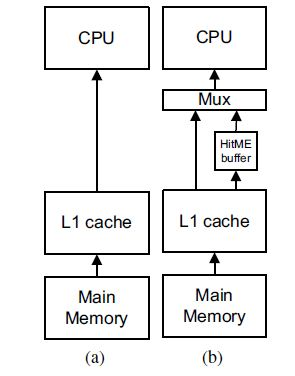 CPU
CPU
Mux
HitME
buffer
L1 cache
L1 cache
Main
Memory
Main
Memory
(a)
(b)